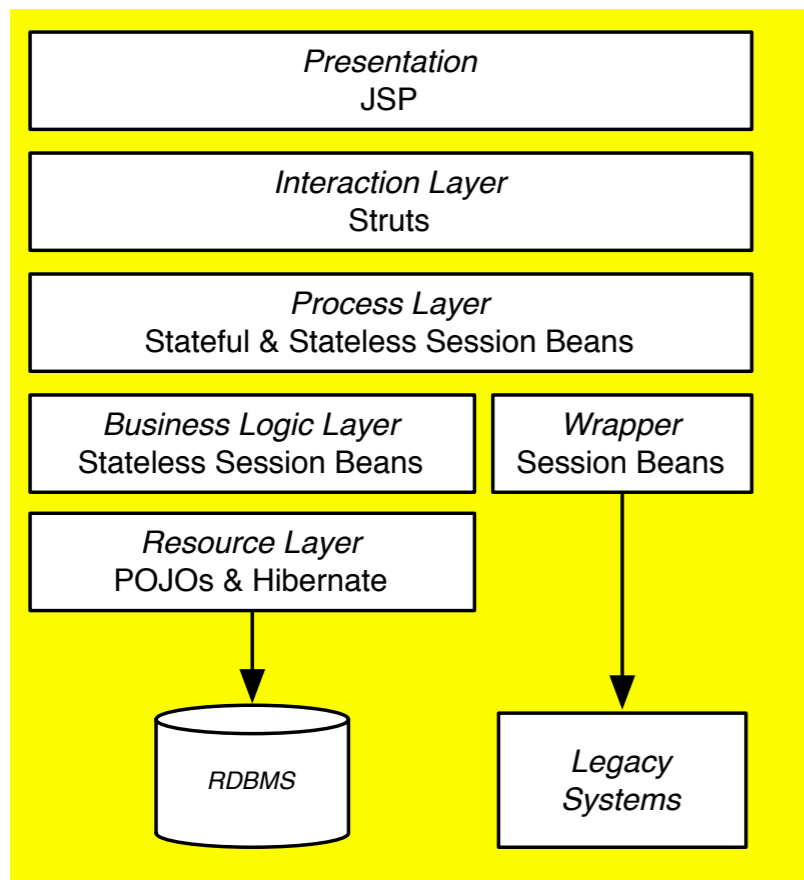 Presentation
JSP
Interaction Layer
Struts
Process Layer
Stateful & Stateless Session Beans
Business Logic Layer
Stateless Session Beans
Wrapper
Session Beans
Resource Layer
POJOs & Hibernate
RDBMS
Legacy
Systems